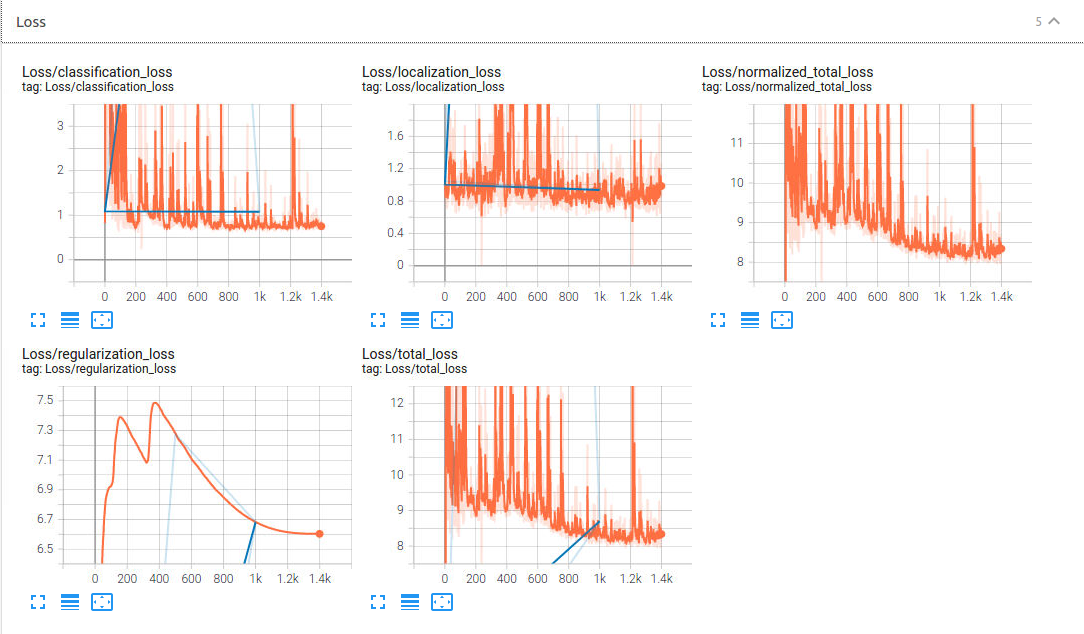 Loss 5
Loss/classification_loss
tag: Loss/classification_loss
3
2
1
0
0 200 400 600 800 1k 1.2k 1.4k
Loss/localization_loss
tag: Loss/localization_loss
1.6
1.2
0.8
0.4
0
0 200 400 600 800 1k 1.2k 1.4k
Loss/normalized_total_loss
tag: Loss/normalized_total_loss
11
10
9
8
0 200 400 600 800 1k 1.2k 1.4k
Loss/regularization_loss
tag: Loss/regularization_loss
7.5
7.3
7.1
6.9
6.7
6.5
0 200 400 600 800 1k 1.2k 1.4k
Loss/total_loss
tag: Loss/total_loss
12
11
10
9
8
0 200 400 600 800 1k 1.2k 1.4k